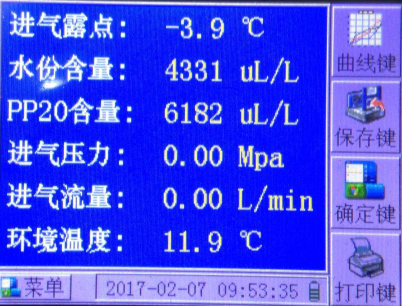 进气露点: -3.9 ℃
水份含量: 4331 uL/L
PP20含量: 6182 uL/L
进气压力: 0.00 Mpa
进气流量: 0.00 L/min
环境温度: 11.9 ℃
曲线键
保存键
确定键
打印键
菜单 2017-02-07 09:53:35